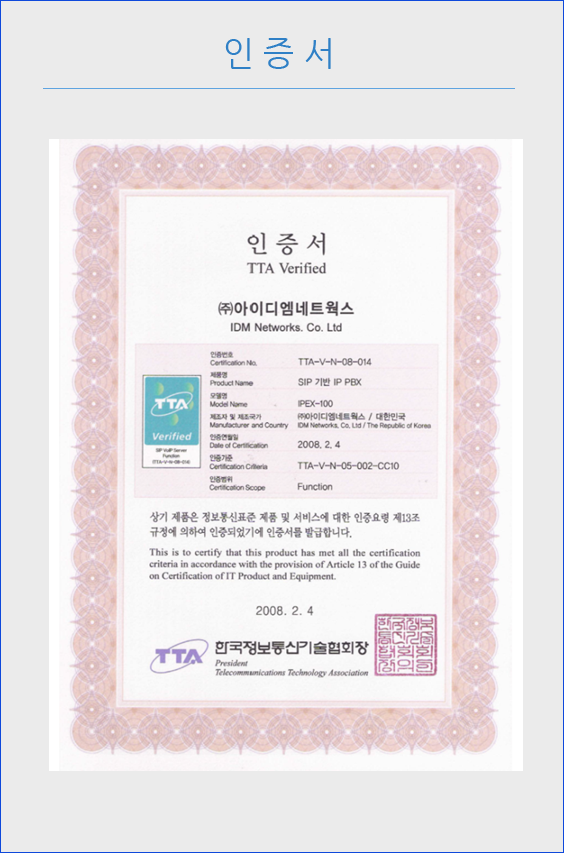 인증서
인증서
TTA Verified
㈜아이디엠네트웍스
IDM Networks. Co. Ltd
인증번호
Certification No.
TTA-V-N-08-014
제품명
Product Name
SIP 기반 IP PBX
모델명
Model Name
IPEX-100
제조자 및 제조국가
Manufacturer and Country
㈜아이디엠네트웍스 / 대한민국
IDM Networks, Co, Ltd / The Republic of Korea
인증연월일
Date of Certification
2008. 2. 4
인증기준
Certification Criteria
TTA-V-N-05-002-CC10
인증범위
Certification Scope
Function
TTA
Verified
SIP VoIP Server
Function
(TTA-V-N-08-014)
상기 제품은 정보통신표준 제품 및 서비스에 대한 인증요령 제13조
규정에 의하여 인증되었기에 인증서를 발급합니다.
This is to certify that this product has met all the certification
criteria in accordance with the provision of Article 13 of the Guide
on Certification of IT Product and Equipment.
2008. 2. 4
TTA
한국정보통신기술협회장
President
Telecommunications Technology Association